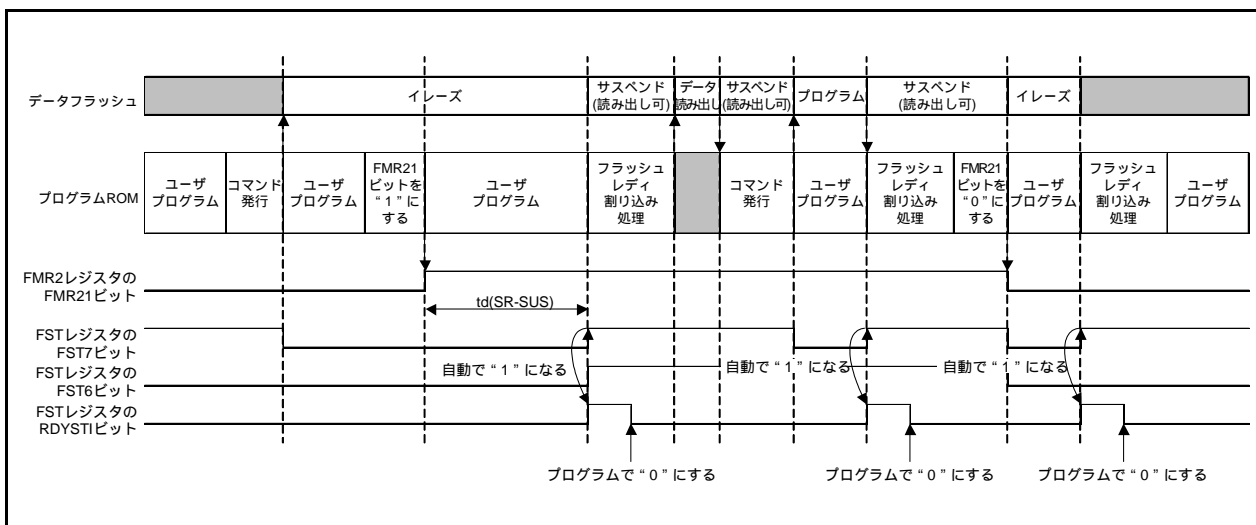 データフラッシュ
イレーズ
サスペンド
(読み出し可)
データ
読み出し
サスペンド
(読み出し可)
プログラム
サスペンド
(読み出し可)
イレーズ
プログラムROM
ユーザ
プログラム
コマンド
発行
ユーザ
プログラム
FMR21
ビットを
“1”に
する
ユーザ
プログラム
フラッシュ
レディ
割り込み
処理
コマンド
発行
ユーザ
プログラム
フラッシュ
レディ
割り込み
処理
FMR21
ビットを
“0”に
する
ユーザ
プログラム
フラッシュ
レディ
割り込み
処理
ユーザ
プログラム
FMR2レジスタの
FMR21ビット
td(SR-SUS)
FSTレジスタの
FST7ビット
自動で“1”になる
自動で“1”になる
自動で“1”になる
FSTレジスタの
FST6ビット
FSTレジスタの
RDYSTIビット
プログラムで“0”にする
プログラムで“0”にする
プログラムで“0”にする